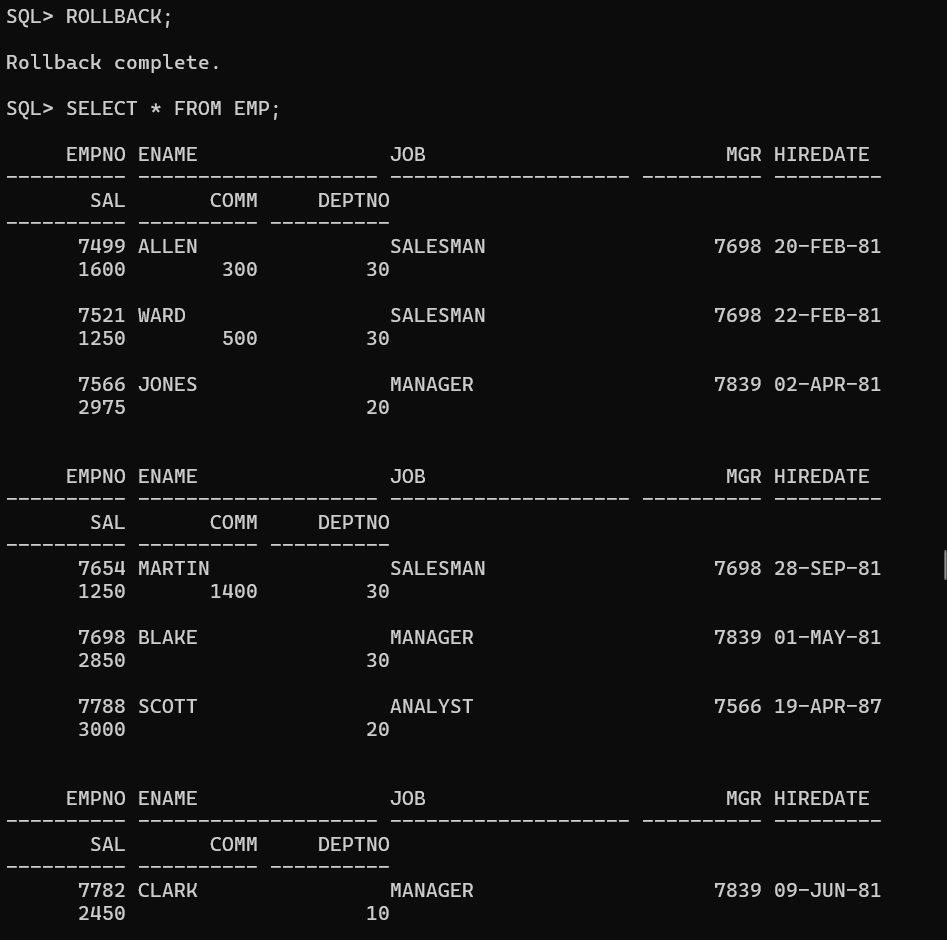 SQL> ROLLBACK;
Rollback complete.
SQL> SELECT * FROM EMP;
     EMPNO ENAME                JOB                         MGR HIREDATE
---------- -------------------- -------------------- ---------- ---------
       SAL       COMM     DEPTNO
---------- ---------- ----------
      7499 ALLEN                SALESMAN                   7698 20-FEB-81
      1600        300         30
      7521 WARD                 SALESMAN                   7698 22-FEB-81
      1250        500         30
      7566 JONES                MANAGER                    7839 02-APR-81
      2975                    20
     EMPNO ENAME                JOB                         MGR HIREDATE
---------- -------------------- -------------------- ---------- ---------
       SAL       COMM     DEPTNO
---------- ---------- ----------
      7654 MARTIN               SALESMAN                   7698 28-SEP-81
      1250       1400         30
      7698 BLAKE                MANAGER                    7839 01-MAY-81
      2850                    30
      7788 SCOTT                ANALYST                    7566 19-APR-87
      3000                    20
     EMPNO ENAME                JOB                         MGR HIREDATE
---------- -------------------- -------------------- ---------- ---------
       SAL       COMM     DEPTNO
---------- ---------- ----------
      7782 CLARK                MANAGER                    7839 09-JUN-81
      2450                    10